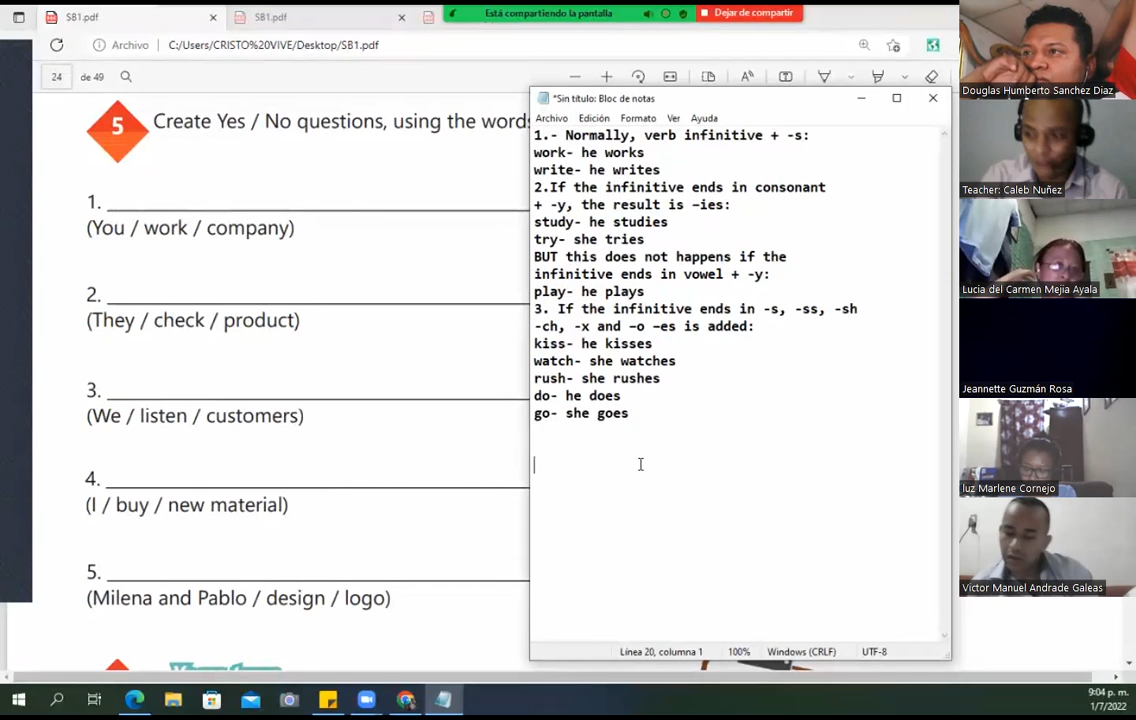 SB1.pdf
SB1.pdf
Está compartiendo la pantalla
Dejar de compartir
Archivo
C:/Users/CRISTO%20VIVE/Desktop/SB1.pdf
24
de 49
5
Create Yes / No questions, using the words
1.
(You / work / company)
2.
(They / check / product)
3.
(We / listen / customers)
4.
(I / buy / new material)
5.
(Milena and Pablo / design / logo)
*Sin título: Bloc de notas
Archivo Edición Formato Ver Ayuda
1.- Normally, verb infinitive + -s:
work- he works
write- he writes
2.If the infinitive ends in consonant
+ -y, the result is –ies:
study- he studies
try- she tries
BUT this does not happens if the
infinitive ends in vowel + -y:
play- he plays
3. If the infinitive ends in -s, -ss, -sh
-ch, -x and –o –es is added:
kiss- he kisses
watch- she watches
rush- she rushes
do- he does
go- she goes
Línea 20, columna 1
100%
Windows (CRLF)
UTF-8
Douglas Humberto Sanchez Diaz
Teacher: Caleb Nuñez
Lucia del Carmen Mejia Ayala
Jeannette Guzmán Rosa
luz Marlene Cornejo
Víctor Manuel Andrade Galeas
9:04 p. m.
1/7/2022